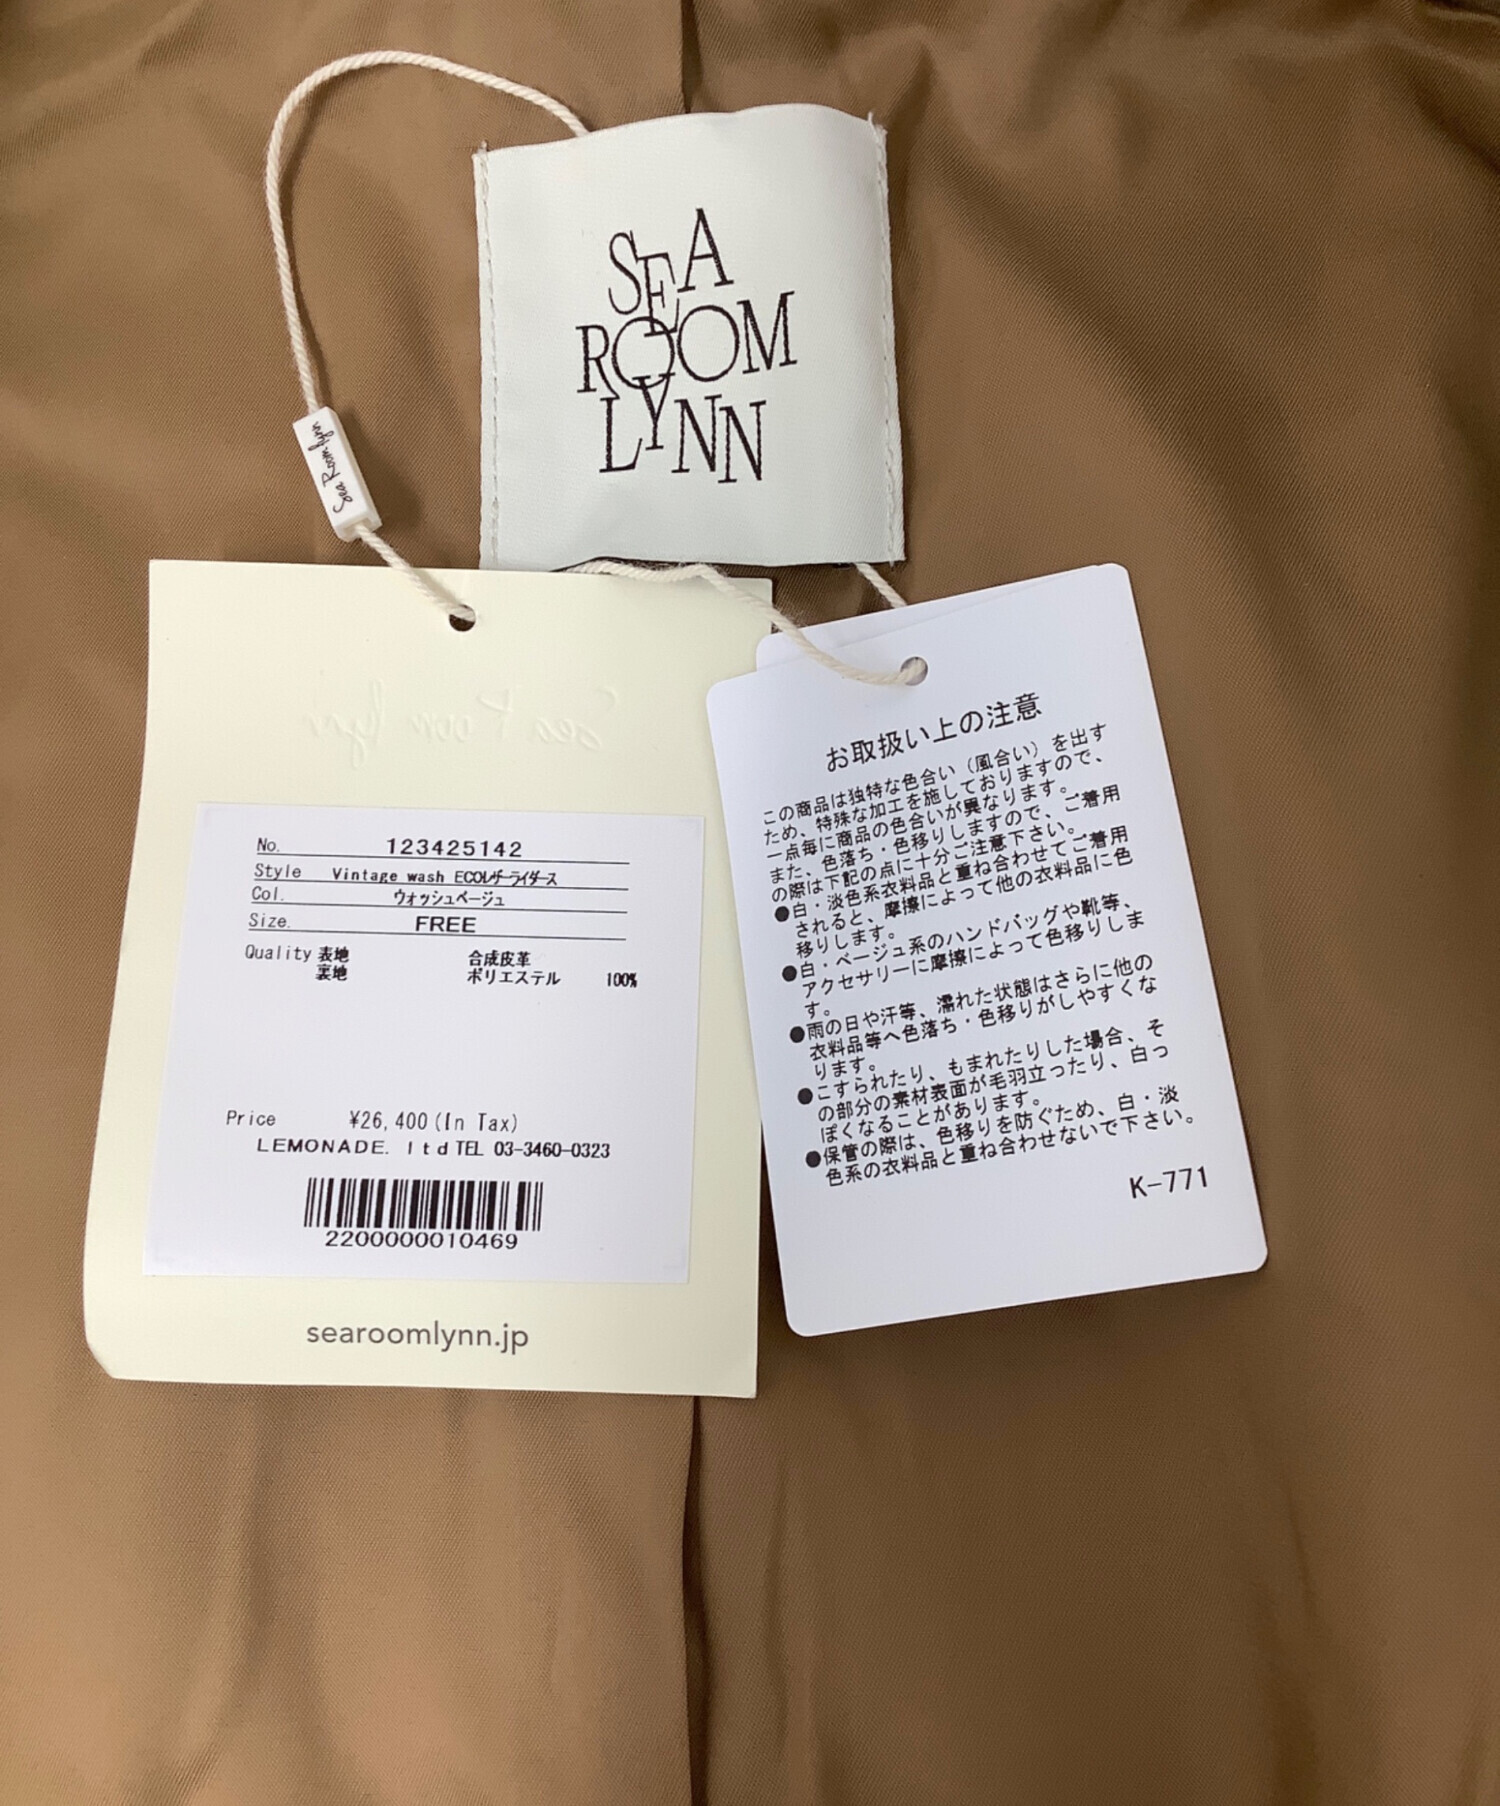 SEA
ROOM
LYNN
Sea Room lynn
Sea Room lynn
No. 123425142
Style Vintage wash ECOレザーライダース
Col. ウォッシュベージュ
Size. FREE
Quality 表地 合成皮革
裏地 ポリエステル 100%
Price ¥26,400(In Tax)
LEMONADE. ltd TEL 03-3460-0323
2200000010469
searoomlynn.jp
お取扱い上の注意
この商品は独特な色合い（風合い）を出す
ため、特殊な加工を施しておりますので、
一点毎に商品の色合いが異なります。
また、色落ち・色移りしますので、ご着用
の際は下記の点に十分ご注意下さい。
●白・淡色系衣料品と重ね合わせてご着用
されると、摩擦によって他の衣料品に色
移りします。
●白・ベージュ系のハンドバッグや靴等、
アクセサリーに摩擦によって色移りしま
す。
●雨の日や汗等、濡れた状態はさらに他の
衣料品等へ色落ち・色移りがしやすくな
ります。
●こすられたり、もまれたりした場合、そ
の部分の素材表面が毛羽立ったり、白っ
ぽくなることがあります。
●保管の際は、色移りを防ぐため、白・淡
色系の衣料品と重ね合わせないで下さい。
K-771